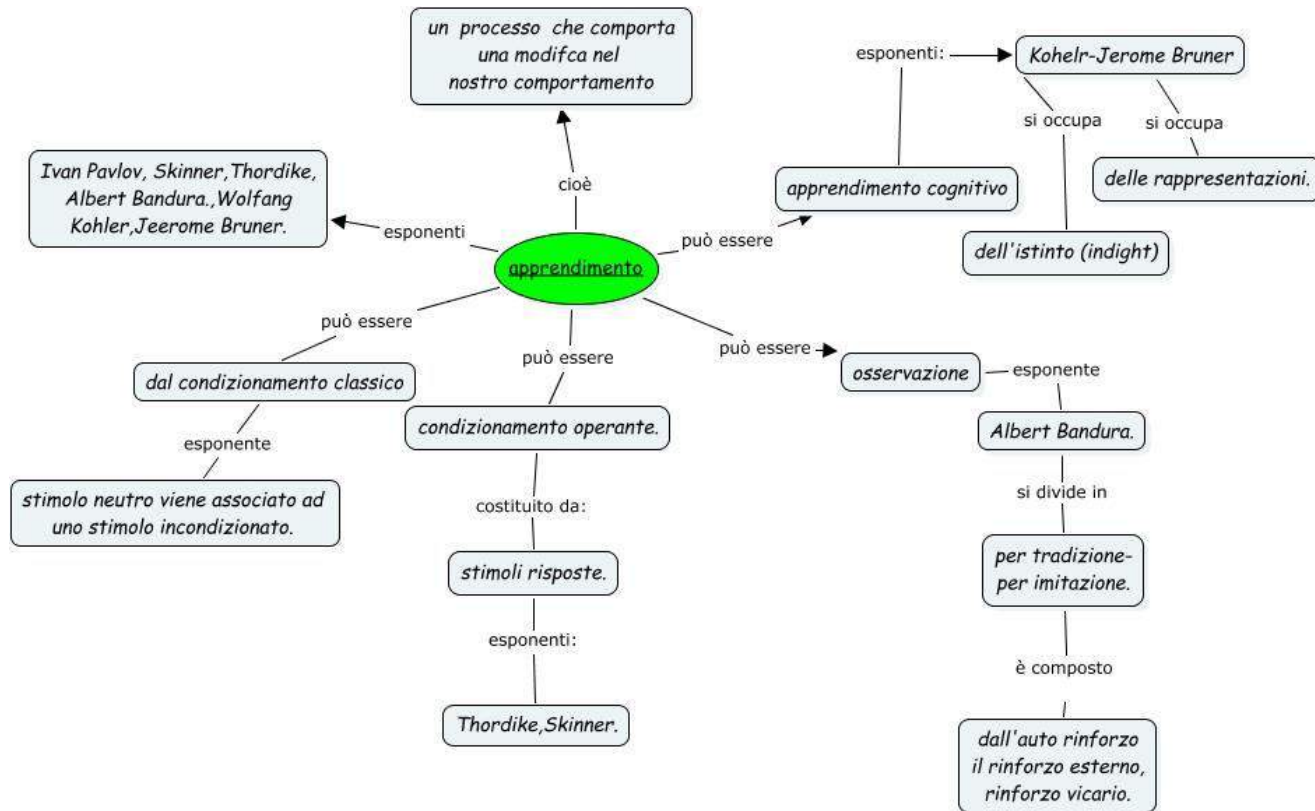 un processo che comporta
una modifca nel
nostro comportamento
esponenti:
Kohelr-Jerome Bruner
si occupa
si occupa
Ivan Pavlov, Skinner,Thordike,
Albert Bandura.,Wolfang
Kohler,Jeerome Bruner.
cioè
apprendimento cognitivo
delle rappresentazioni.
esponenti
può essere
dell'istinto (indight)
apprendimento
può essere
può essere
può essere
dal condizionamento classico
osservazione
esponente
esponente
condizionamento operante.
Albert Bandura.
stimolo neutro viene associato ad
uno stimolo incondizionato.
costituito da:
si divide in
stimoli risposte.
per tradizione-
per imitazione.
esponenti:
è composto
Thordike,Skinner.
dall'auto rinforzo
il rinforzo esterno,
rinforzo vicario.